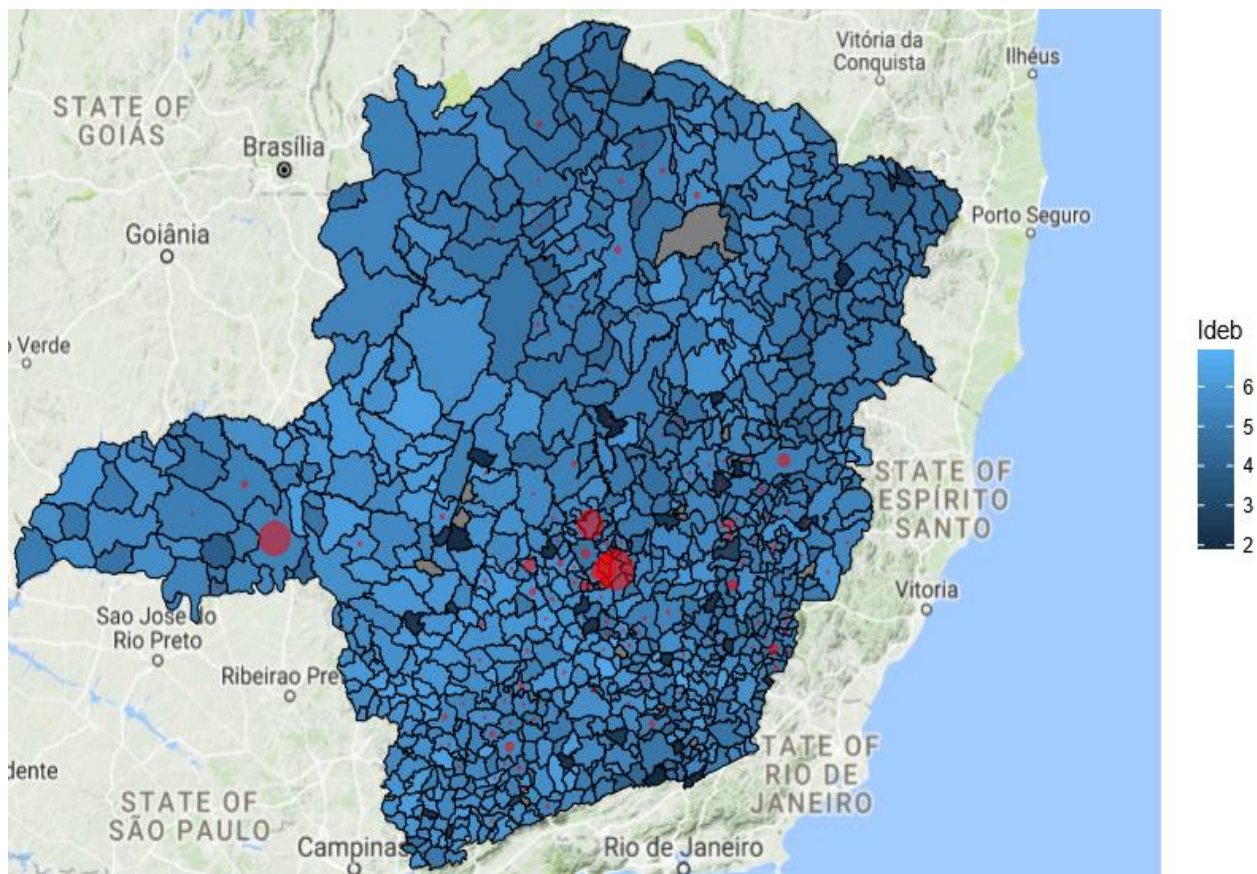 Vitória da
Conquista
Ilhéus
STATE OF
GOIÁS
Brasília
Porto Seguro
Goiânia
Ideb
Verde
6
5
4
3
2
STATE OF
ESPÍRITO
SANTO
Vitoria
Sao José do
Rio Preto
Ribeirao Pre
TATE OF
RIO DE
JANEIRO
dente
STATE OF
SÃO PAULO
Campinas
Rio de Janeiro